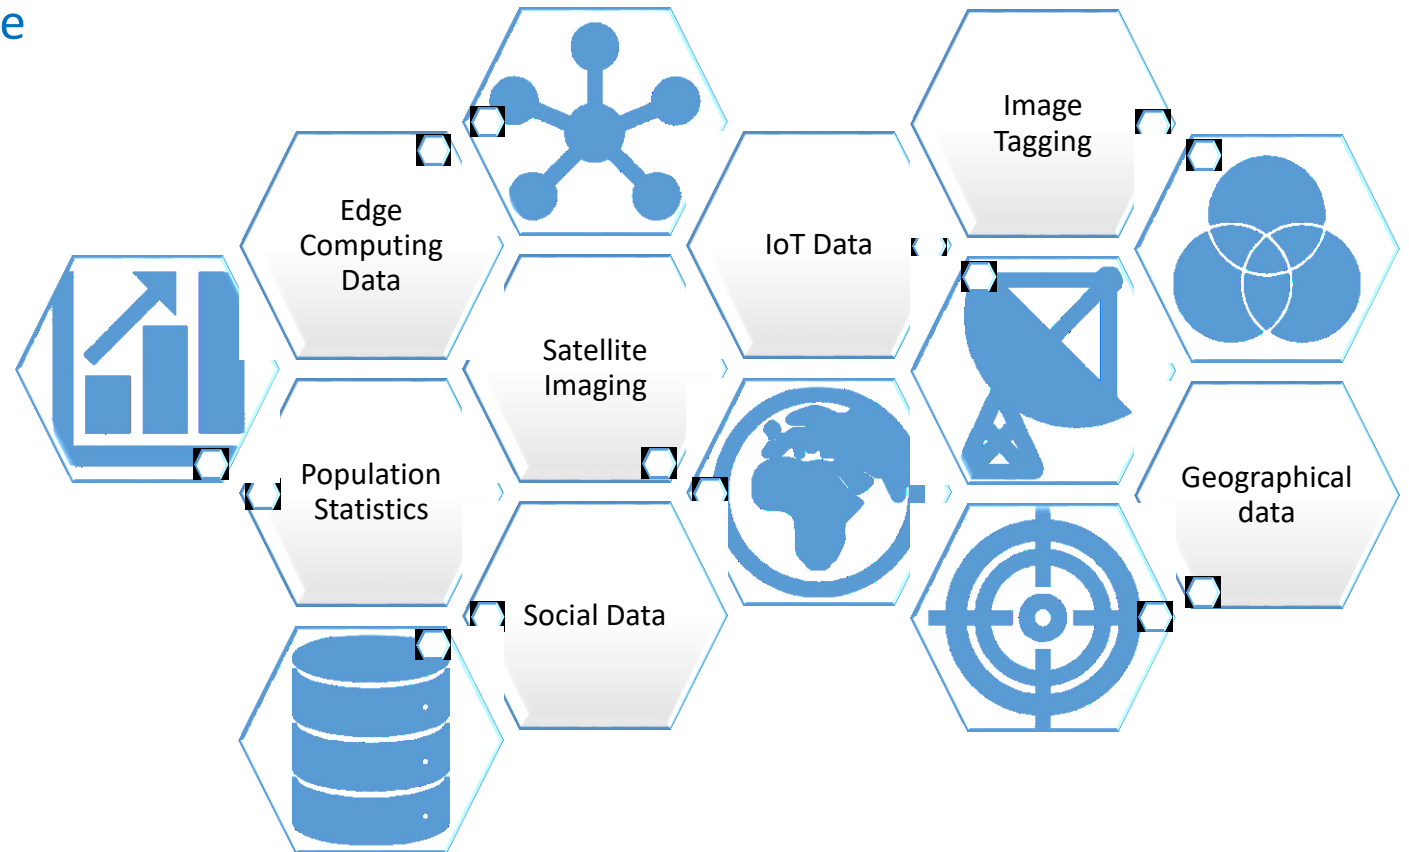 e
Image
Tagging
Edge
Computing
Data
IoT Data
Satellite
Imaging
Population
Statistics
Geographical
data
Social Data